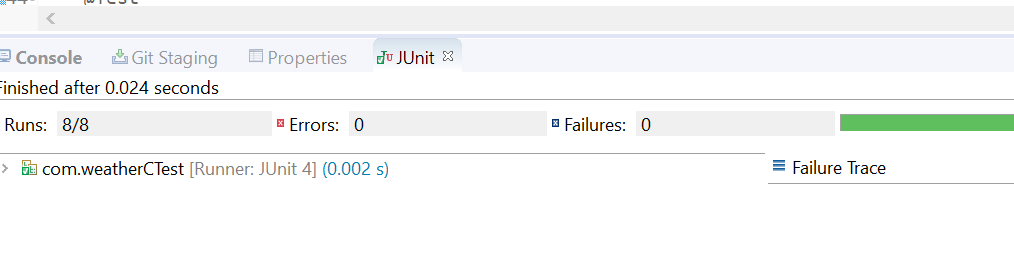 Console Git Staging Properties JUnit
Finished after 0.024 seconds
Runs: 8/8 Errors: 0 Failures: 0
com.weatherCTest [Runner: JUnit 4] (0.002 s) Failure Trace